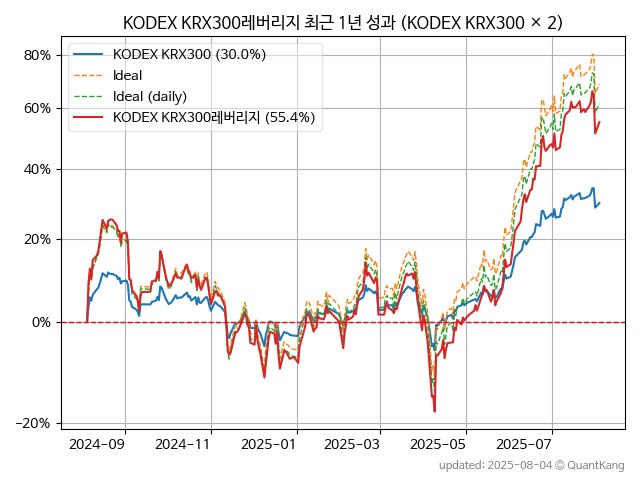 KODEX KRX300레버리지 최근 1년 성과 (KODEX KRX300 × 2)
KODEX KRX300 (30.0%)
Ideal
Ideal (daily)
KODEX KRX300레버리지 (55.4%)
80%
60%
40%
20%
0%
−20%
2024−09
2024−11
2025−01
2025−03
2025−05
2025−07
updated: 2025-08-04 © QuantKang